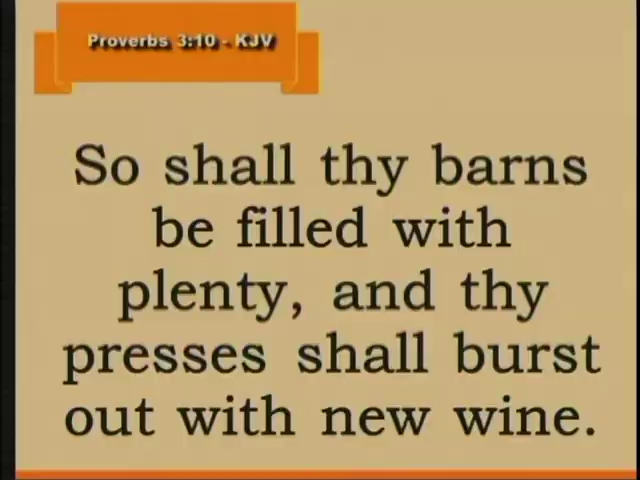 Proverbs 3:10 - KJV
So shall thy barns
be filled with
plenty, and thy
presses shall burst
out with new wine.